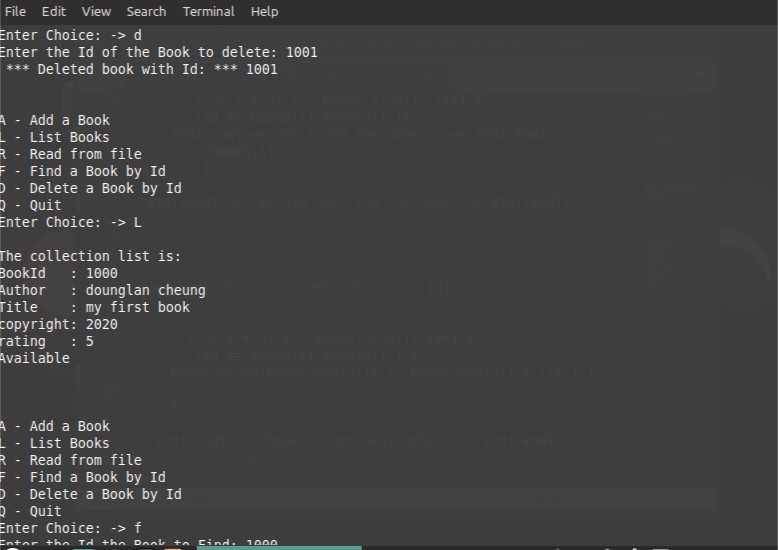 File Edit View Search Terminal Help
Enter Choice: -> d
Enter the Id of the Book to delete: 1001
*** Deleted book with Id: *** 1001
A - Add a Book
L - List Books
R - Read from file
F - Find a Book by Id
D - Delete a Book by Id
Q - Quit
Enter Choice: -> L
The collection list is:
BookId   : 1000
Author   : dounglan cheung
Title    : my first book
copyright: 2020
rating   : 5
Available
A - Add a Book
L - List Books
R - Read from file
F - Find a Book by Id
D - Delete a Book by Id
Q - Quit
Enter Choice: -> f
Enter the Id the Book to Find: 1000